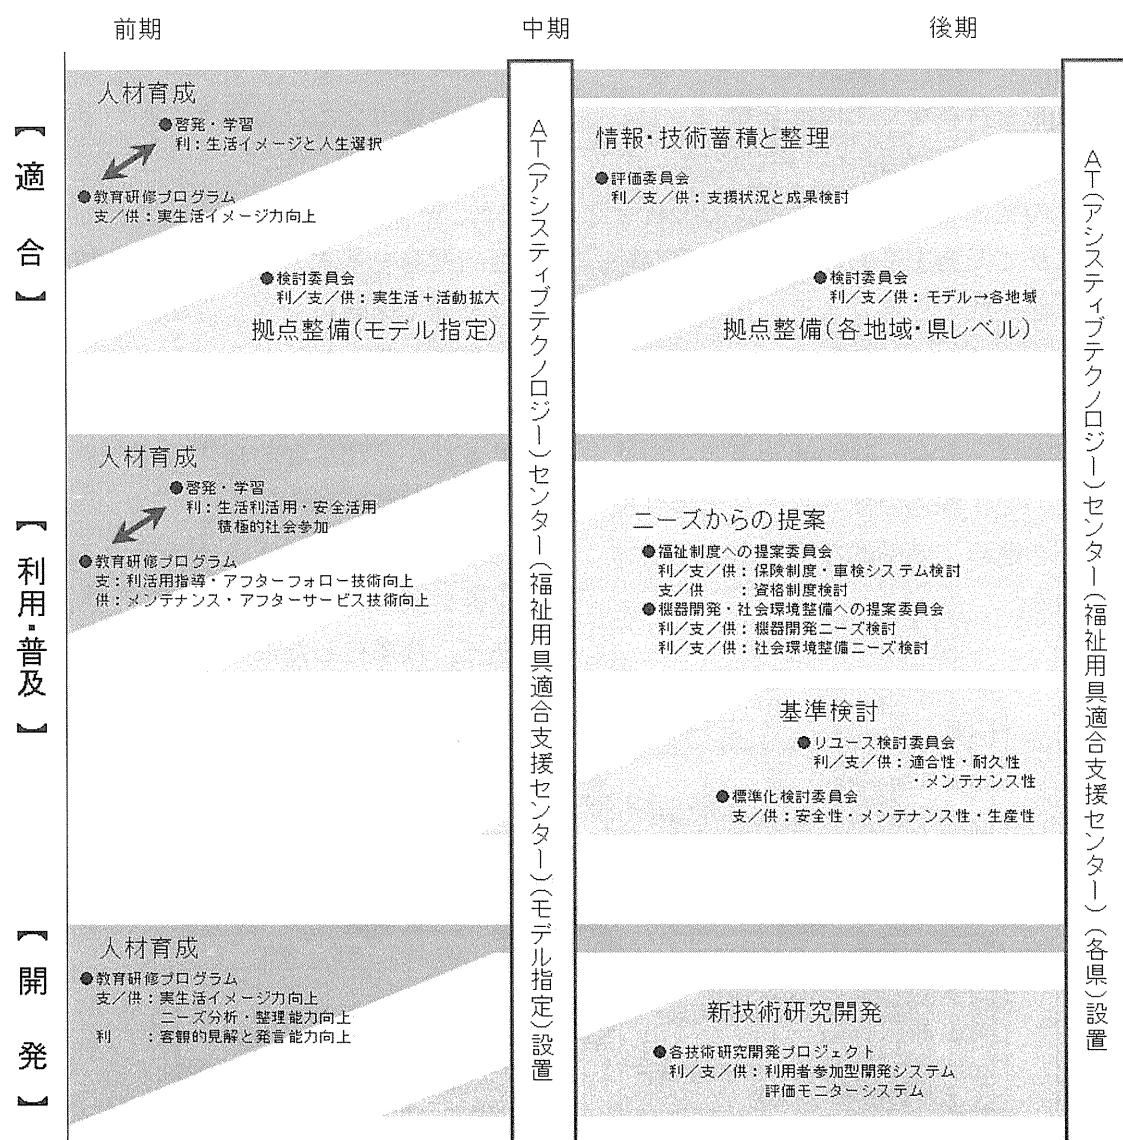 前期
中期
後期
【適合】
人材育成
●啓発・学習
利：生活イメージと人生選択
●教育研修プログラム
支／供：実生活イメージ力向上
●検討委員会
利／支／供：実生活＋活動拡大
拠点整備（モデル指定）
情報・技術蓄積と整理
●評価委員会
利／支／供：支援状況と成果検討
●検討委員会
利／支／供：モデル→各地域
拠点整備（各地域・県レベル）
【利用・普及】
人材育成
●啓発・学習
利：生活利活用・安全活用
積極的社会参加
●教育研修プログラム
支：利活用指導・アフターフォロー技術向上
供：メンテナンス・アフターサービス技術向上
ニーズからの提案
●福祉制度への提案委員会
利／支／供：保険制度・車検システム検討
支／供　　：資格制度検討
●機器開発・社会環境整備への提案委員会
利／支／供：機器開発ニーズ検討
利／支／供：社会環境整備ニーズ検討
基準検討
●リユース検討委員会
利／支／供：適合性・耐久性
・メンテナンス性
●標準化検討委員会
支／供：安全性・メンテナンス性・生産性
【開発】
人材育成
●教育研修プログラム
支／供：実生活イメージ力向上
ニーズ分析・整理能力向上
利　　：客観的見解と発言能力向上
新技術研究開発
●各技術研究開発プロジェクト
利／支／供：利用者参加型開発システム
評価モニターシステム
AT（アシスティブテクノロジー）センター（福祉用具適合支援センター）（モデル指定）設置
AT（アシスティブテクノロジー）センター（福祉用具適合支援センター）（各県）設置